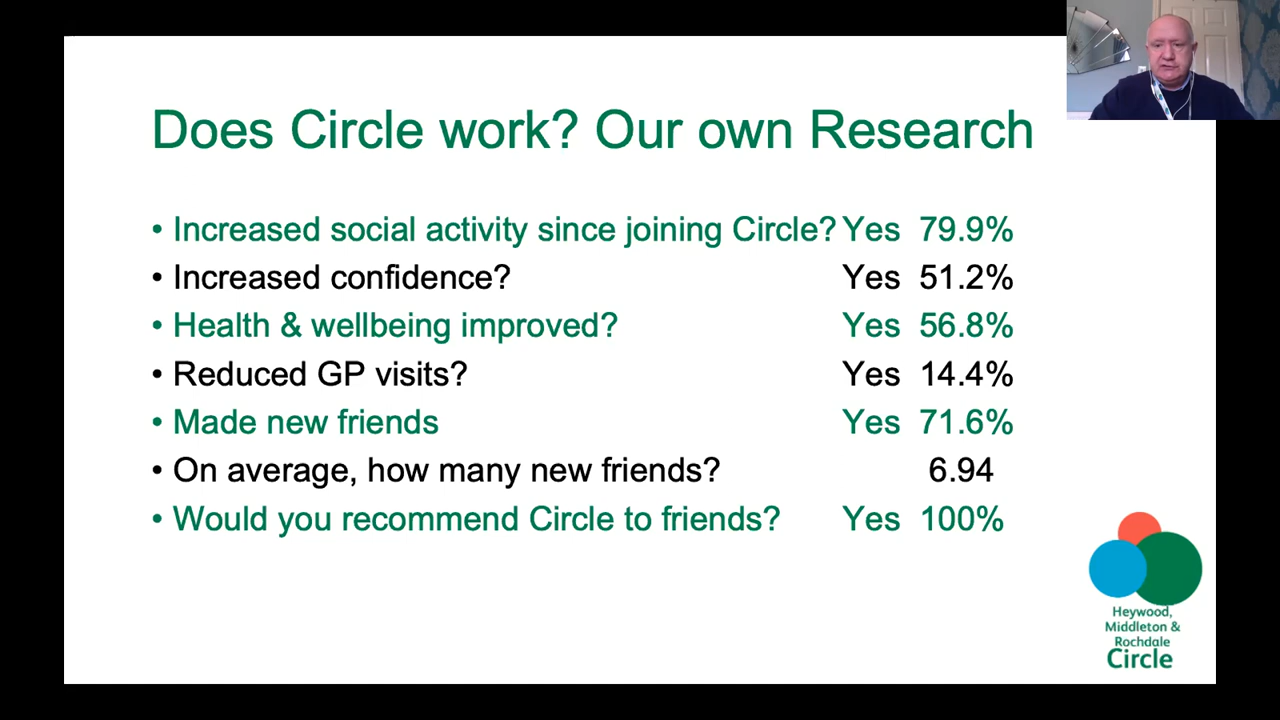 Does Circle work? Our own Research
• Increased social activity since joining Circle? Yes 79.9%
• Increased confidence? Yes 51.2%
• Health & wellbeing improved? Yes 56.8%
• Reduced GP visits? Yes 14.4%
• Made new friends Yes 71.6%
• On average, how many new friends? 6.94
• Would you recommend Circle to friends? Yes 100%
Heywood,
Middleton &
Rochdale
Circle